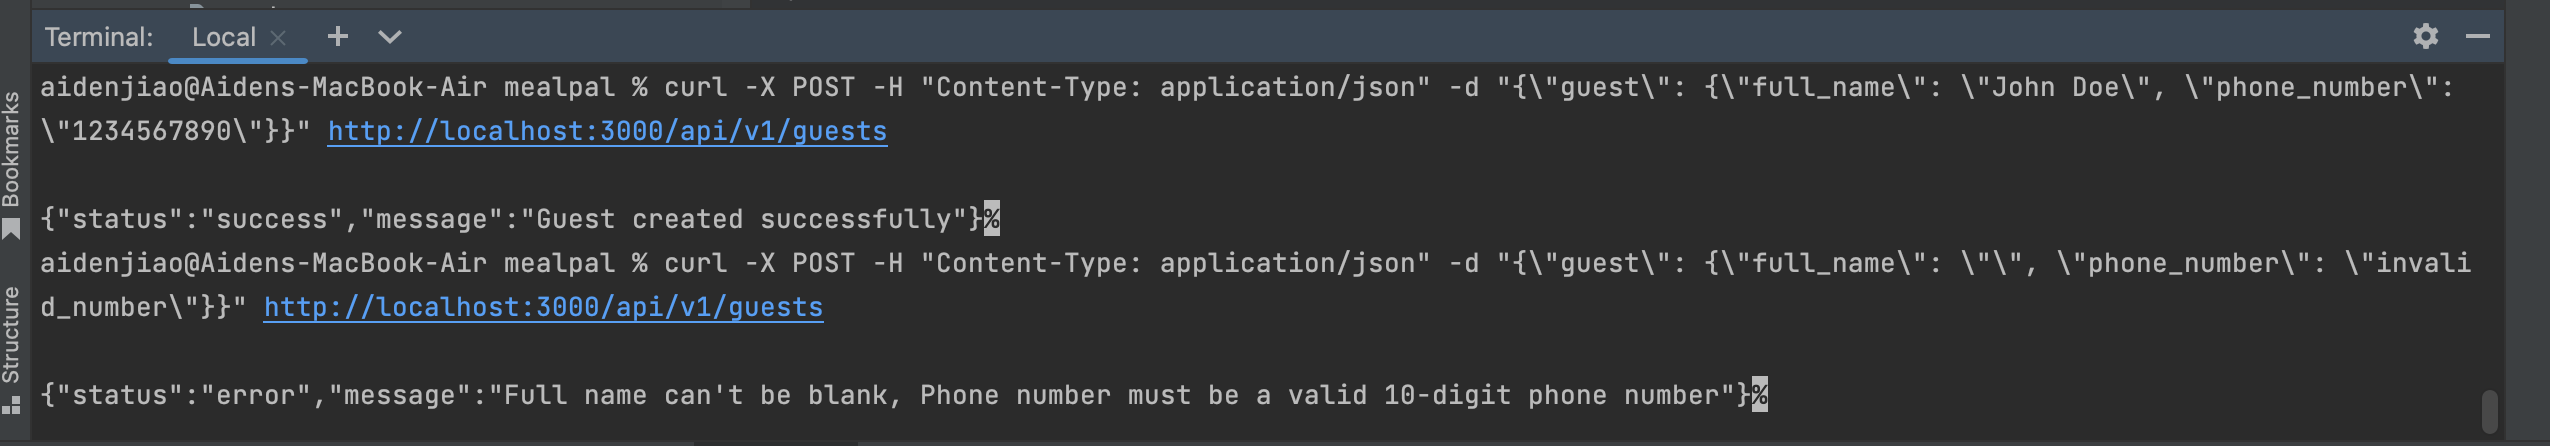 Terminal: Local
aidenjiao@Aidens-MacBook-Air mealpal % curl -X POST -H "Content-Type: application/json" -d "{\"guest\": {\"full_name\": \"John Doe\", \"phone_number\":
\"1234567890\"}}" http://localhost:3000/api/v1/guests
{"status":"success","message":"Guest created successfully"}%
aidenjiao@Aidens-MacBook-Air mealpal % curl -X POST -H "Content-Type: application/json" -d "{\"guest\": {\"full_name\": \"\", \"phone_number\": \"invali
d_number\"}}" http://localhost:3000/api/v1/guests
{"status":"error","message":"Full name can't be blank, Phone number must be a valid 10-digit phone number"}%
Bookmarks
Structure